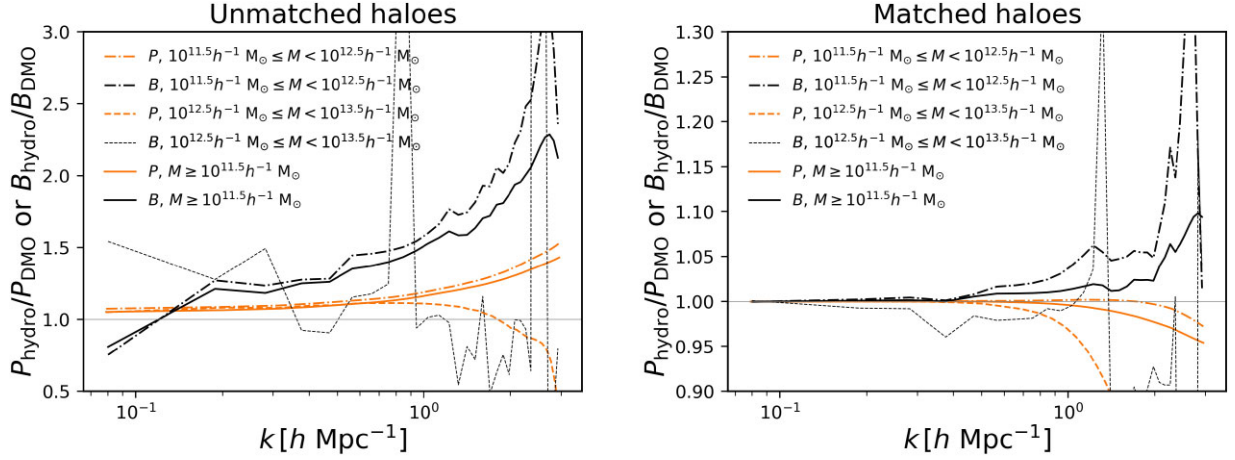 Unmatched haloes
P_hydro/P_DMO or B_hydro/B_DMO
3.0
2.5
2.0
1.5
1.0
0.5
P, 10^11.5 h^−1 M_⊙ ≤ M < 10^12.5 h^−1 M_⊙
B, 10^11.5 h^−1 M_⊙ ≤ M < 10^12.5 h^−1 M_⊙
P, 10^12.5 h^−1 M_⊙ ≤ M < 10^13.5 h^−1 M_⊙
B, 10^12.5 h^−1 M_⊙ ≤ M < 10^13.5 h^−1 M_⊙
P, M ≥ 10^11.5 h^−1 M_⊙
B, M ≥ 10^11.5 h^−1 M_⊙
10^−1 10^0
k [h Mpc^−1]
Matched haloes
P_hydro/P_DMO or B_hydro/B_DMO
1.30
1.25
1.20
1.15
1.10
1.05
1.00
0.95
0.90
P, 10^11.5 h^−1 M_⊙ ≤ M < 10^12.5 h^−1 M_⊙
B, 10^11.5 h^−1 M_⊙ ≤ M < 10^12.5 h^−1 M_⊙
P, 10^12.5 h^−1 M_⊙ ≤ M < 10^13.5 h^−1 M_⊙
B, 10^12.5 h^−1 M_⊙ ≤ M < 10^13.5 h^−1 M_⊙
P, M ≥ 10^11.5 h^−1 M_⊙
B, M ≥ 10^11.5 h^−1 M_⊙
10^−1 10^0
k [h Mpc^−1]